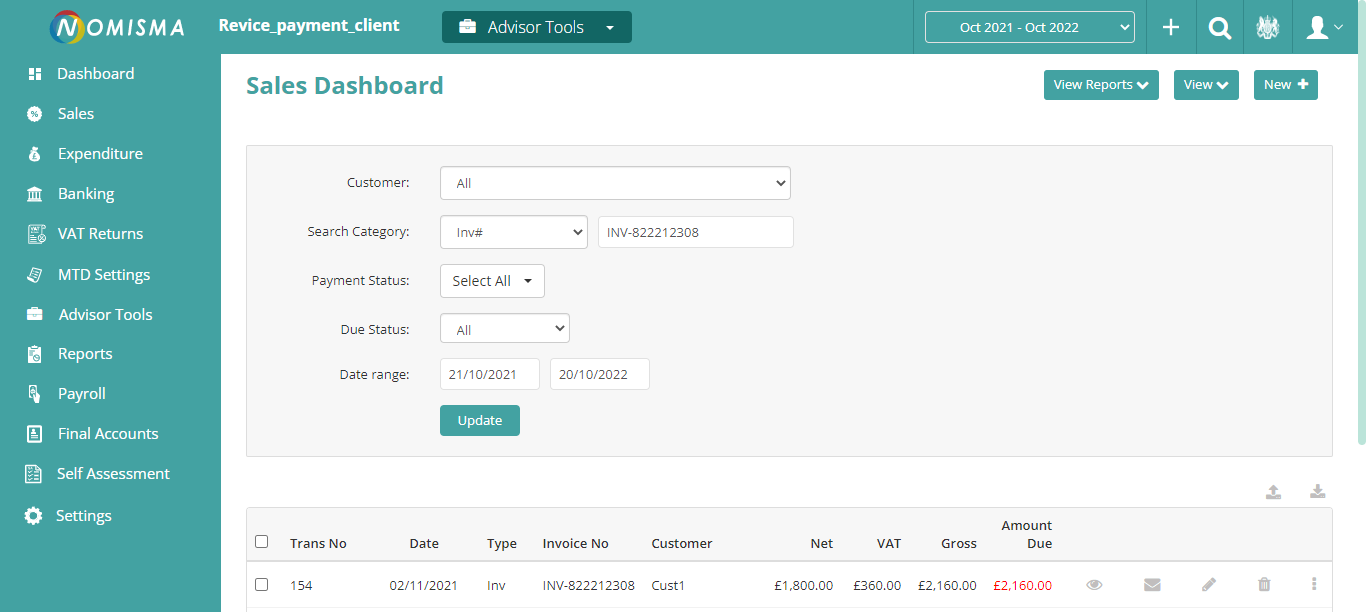 NOMISMA Revice_payment_client Advisor Tools Oct 2021 - Oct 2022
Dashboard
Sales
Expenditure
Banking
VAT Returns
MTD Settings
Advisor Tools
Reports
Payroll
Final Accounts
Self Assessment
Settings
Sales Dashboard View Reports View New
Customer: All
Search Category: Inv# INV-822212308
Payment Status: Select All
Due Status: All
Date range: 21/10/2021 20/10/2022
Update
Trans No Date Type Invoice No Customer Net VAT Gross Amount Due
154 02/11/2021 Inv INV-822212308 Cust1 £1,800.00 £360.00 £2,160.00 £2,160.00